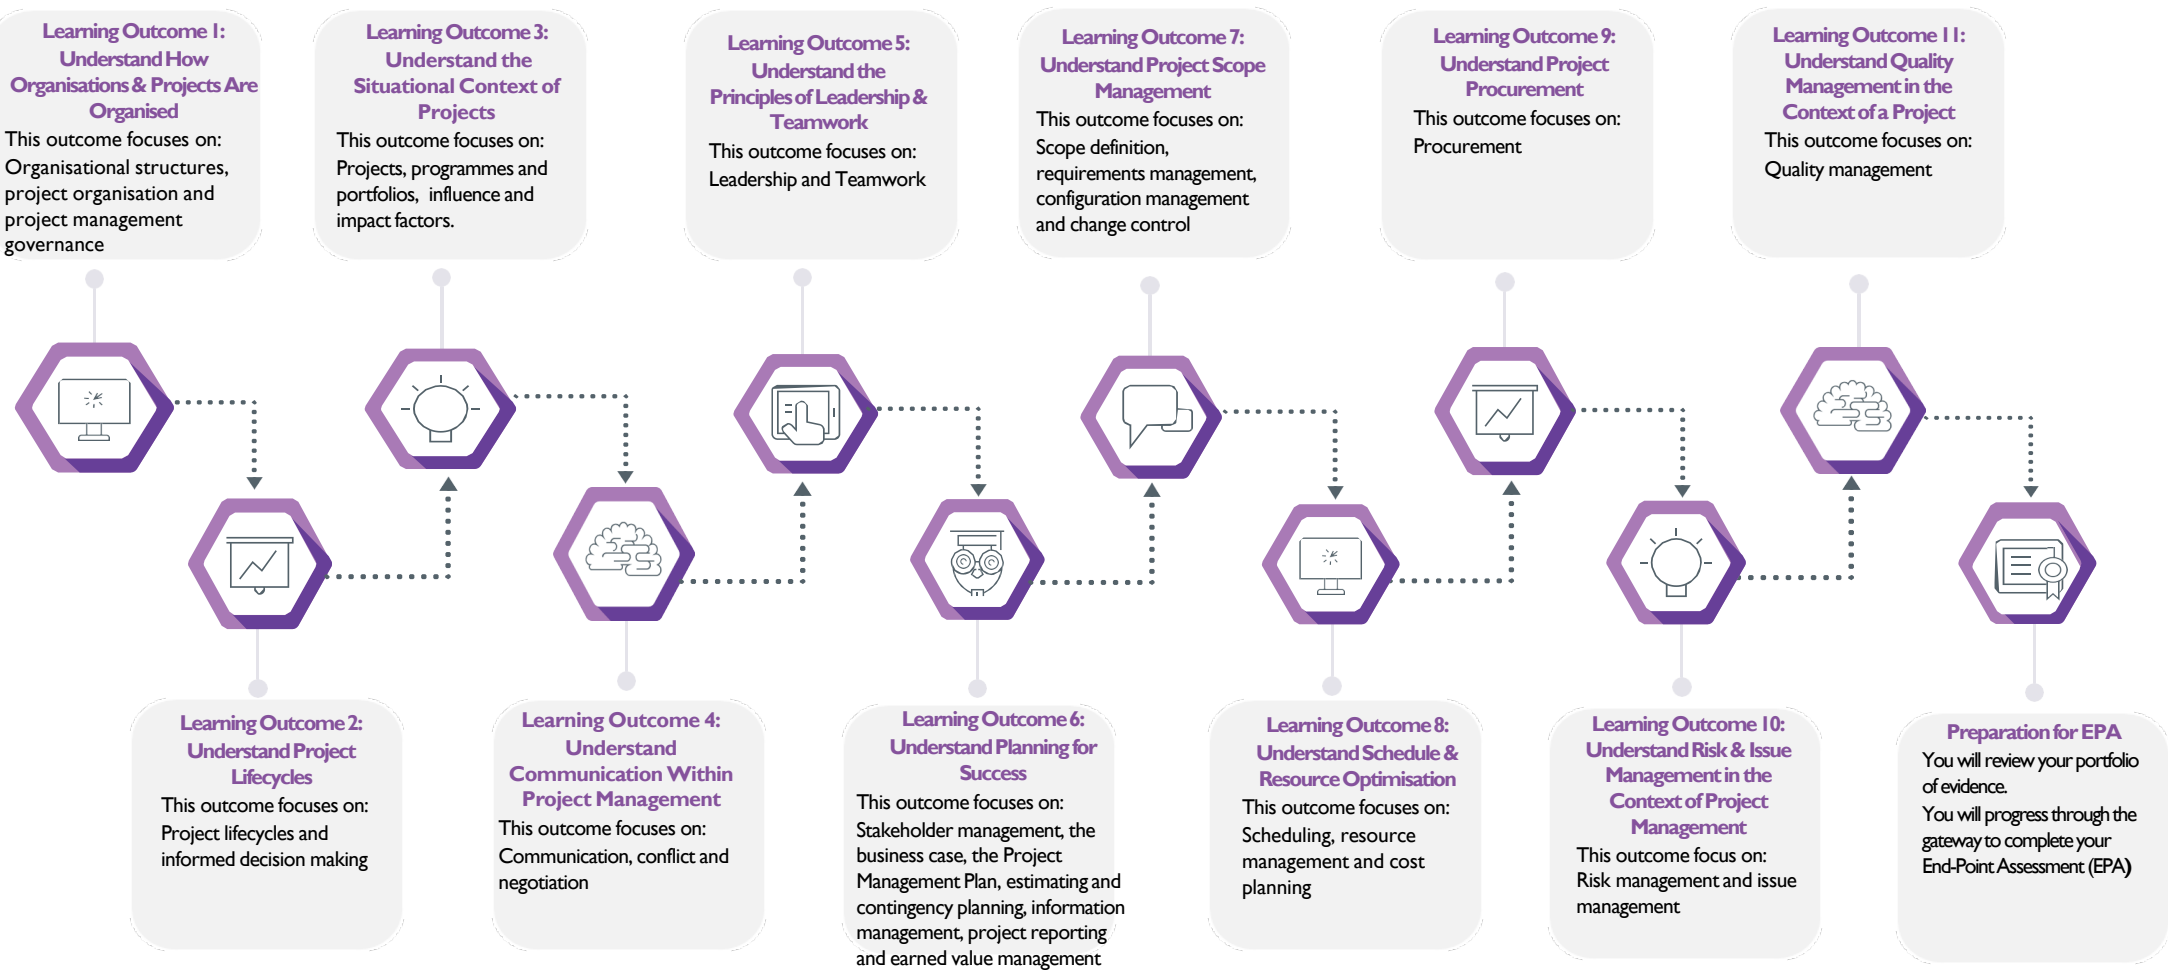 Learning Outcome 1:
Understand How
Organisations & Projects Are
Organised
This outcome focuses on:
Organisational structures,
project organisation and
project management
governance
Learning Outcome 2:
Understand Project
Lifecycles
This outcome focuses on:
Project lifecycles and
informed decision making
Learning Outcome 3:
Understand the
Situational Context of
Projects
This outcome focuses on:
Projects, programmes and
portfolios, influence and
impact factors.
Learning Outcome 4:
Understand
Communication Within
Project Management
This outcome focuses on:
Communication, conflict and
negotiation
Learning Outcome 5:
Understand the
Principles of Leadership &
Teamwork
This outcome focuses on:
Leadership and Teamwork
Learning Outcome 6:
Understand Planning for
Success
This outcome focuses on:
Stakeholder management, the
business case, the Project
Management Plan, estimating and
contingency planning, information
management, project reporting
and earned value management
Learning Outcome 7:
Understand Project Scope
Management
This outcome focuses on:
Scope definition,
requirements management,
configuration management
and change control
Learning Outcome 8:
Understand Schedule &
Resource Optimisation
This outcome focuses on:
Scheduling, resource
management and cost
planning
Learning Outcome 9:
Understand Project
Procurement
This outcome focuses on:
Procurement
Learning Outcome 10:
Understand Risk & Issue
Management in the
Context of Project
Management
This outcome focus on:
Risk management and issue
management
Learning Outcome 11:
Understand Quality
Management in the
Context of a Project
This outcome focuses on:
Quality management
Preparation for EPA
You will review your portfolio
of evidence.
You will progress through the
gateway to complete your
End-Point Assessment (EPA)